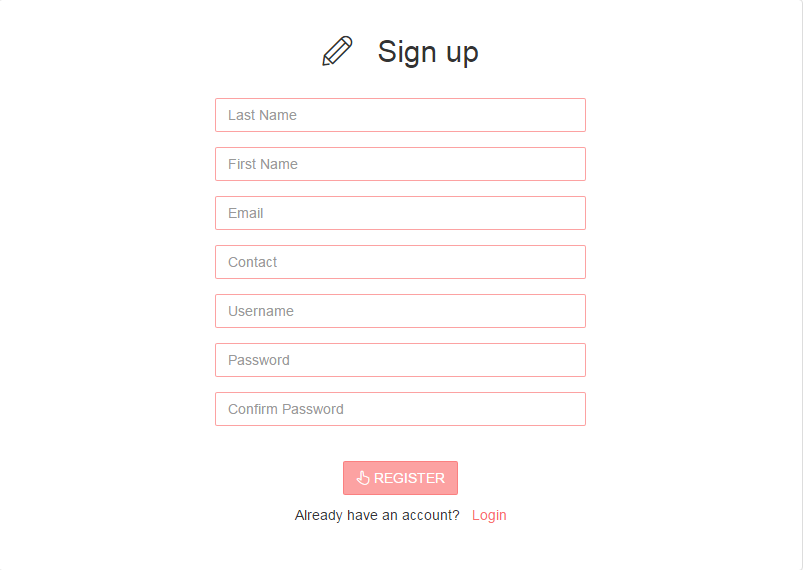 Sign up
Last Name
First Name
Email
Contact
Username
Password
Confirm Password
REGISTER
Already have an account? Login